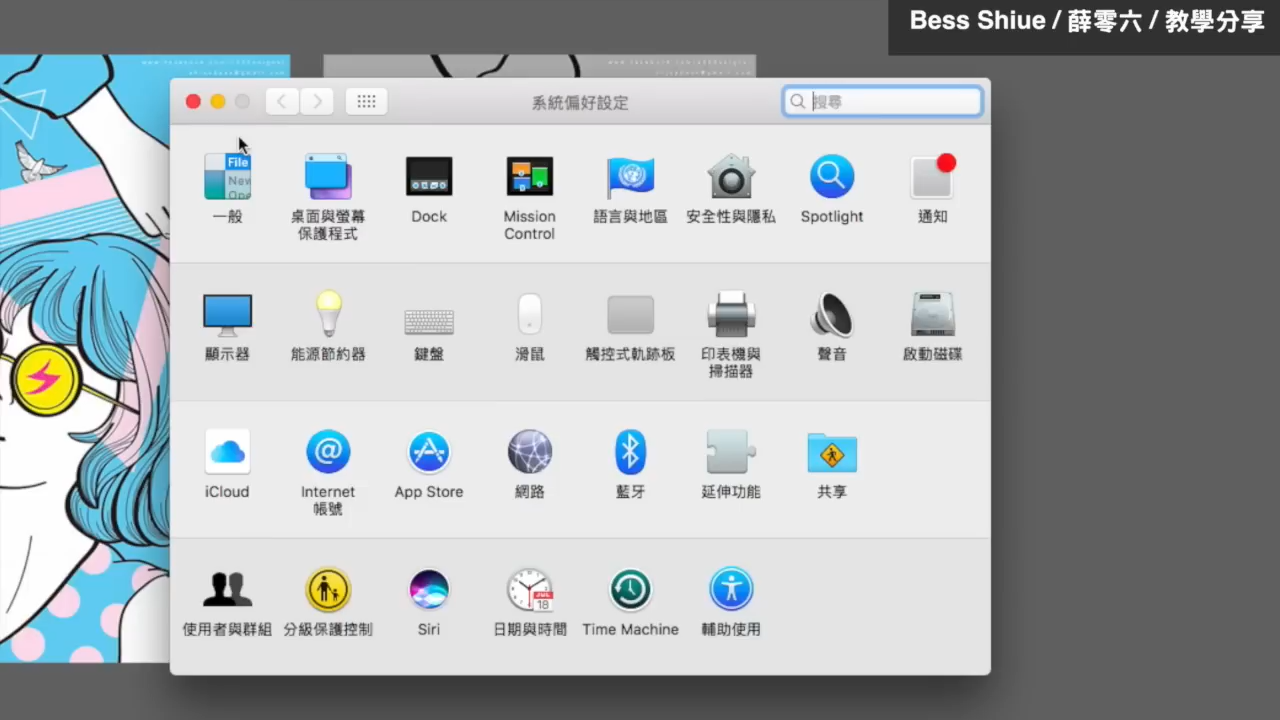 Bess Shiue / 薛零六 / 教學分享
系統偏好設定
搜尋
File
New
一般
桌面與螢幕
保護程式
Dock
Mission
Control
語言與地區
安全性與隱私
Spotlight
通知
顯示器
能源節約器
鍵盤
滑鼠
觸控式軌跡板
印表機與
掃描器
聲音
啟動磁碟
iCloud
Internet
帳號
App Store
網路
藍牙
延伸功能
共享
使用者與群組
分級保護控制
Siri
JUL
18
日期與時間
Time Machine
輔助使用